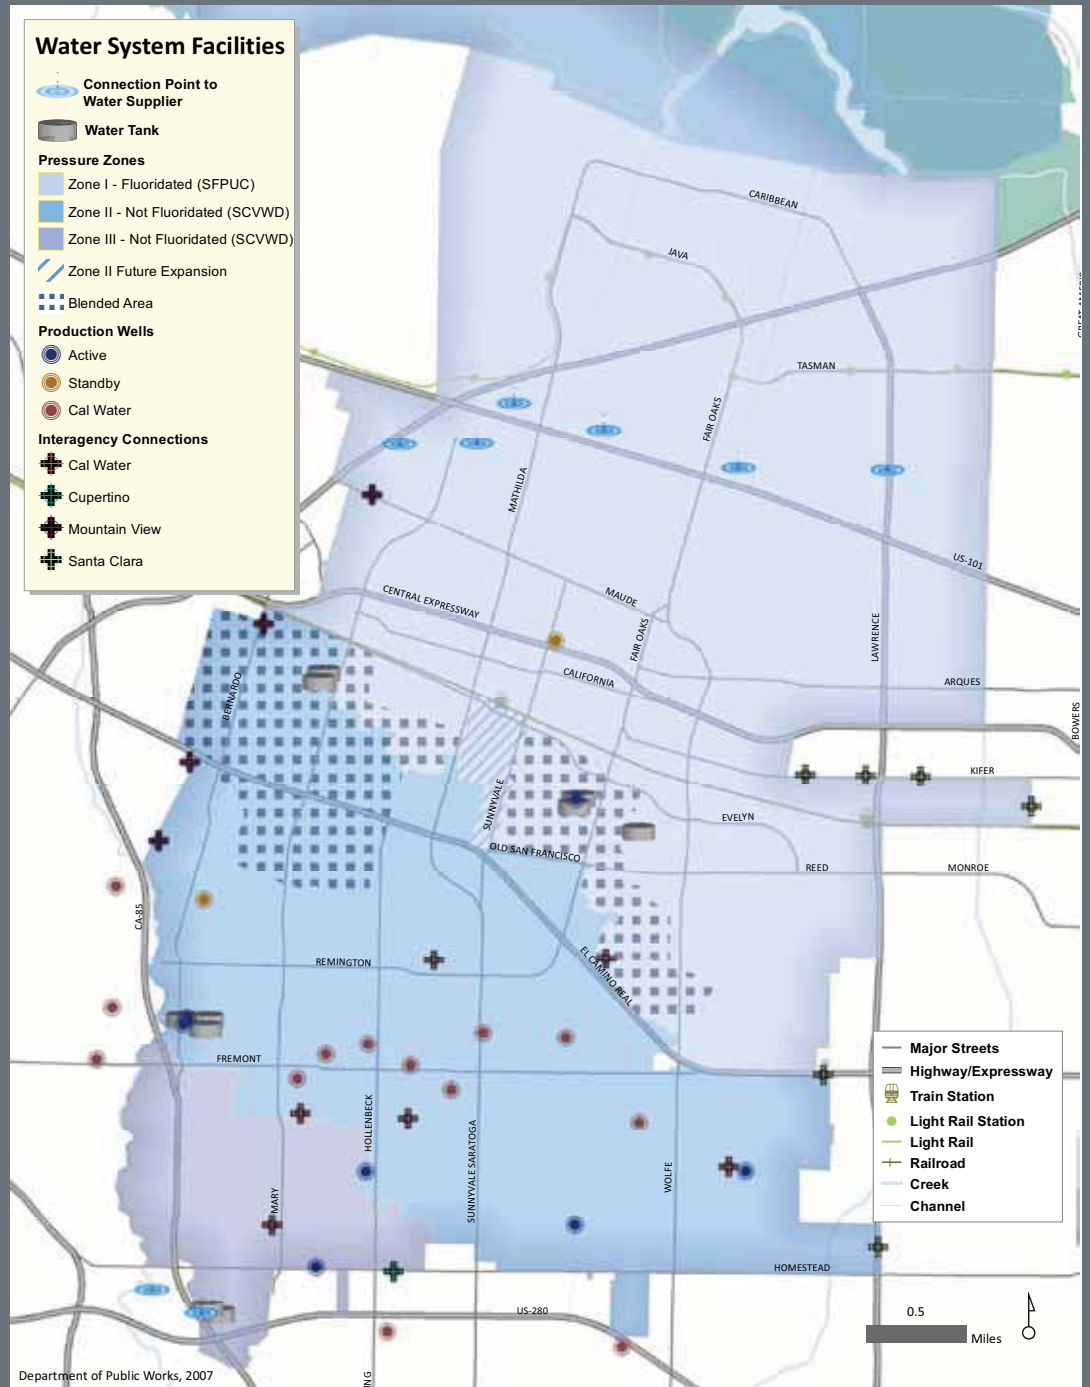 Water System Facilities
Connection Point to
Water Supplier
Water Tank
Pressure Zones
Zone I - Fluoridated (SFPUC)
Zone II - Not Fluoridated (SCVWD)
Zone III - Not Fluoridated (SCVWD)
Zone II Future Expansion
Blended Area
Production Wells
Active
Standby
Cal Water
Interagency Connections
Cal Water
Cupertino
Mountain View
Santa Clara
CARIBBEAN
JAVA
TASMAN
FAIR OAKS
MATHILDA
US-101
MAUDE
CENTRAL EXPRESSWAY
FAIR OAKS
LAWRENCE
CALIFORNIA
ARQUES
BERNARDO
BOWERS
KIFER
SUNNYVALE
EVELYN
OLD SAN FRANCISCO
REED
MONROE
CA-85
REMINGTON
EL CAMINO REAL
FREMONT
HOLLENBECK
SUNNYVALE SARATOGA
WOLFE
MARY
HOMESTEAD
US-280
Major Streets
Highway/Expressway
Train Station
Light Rail Station
Light Rail
Railroad
Creek
Channel
0.5
Miles
Department of Public Works, 2007